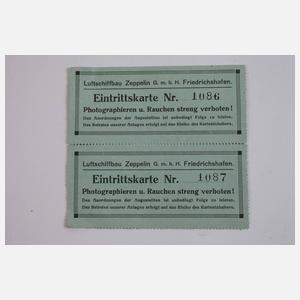 Luftschiffbau Zeppelin G. m. b. H. Friedrichshafen.
Eintrittskarte Nr. 1086
Photographieren u. Rauchen streng verboten!
Den Anordnungen der Angestellten ist unbedingt Folge zu leisten.
Das Betreten unserer Anlagen erfolgt auf das Risiko des Karteninhabers.
Luftschiffbau Zeppelin G. m. b. H. Friedrichshafen.
Eintrittskarte Nr. 1087
Photographieren u. Rauchen streng verboten!
Den Anordnungen der Angestellten ist unbedingt Folge zu leisten.
Das Betreten unserer Anlagen erfolgt auf das Risiko des Karteninhabers.